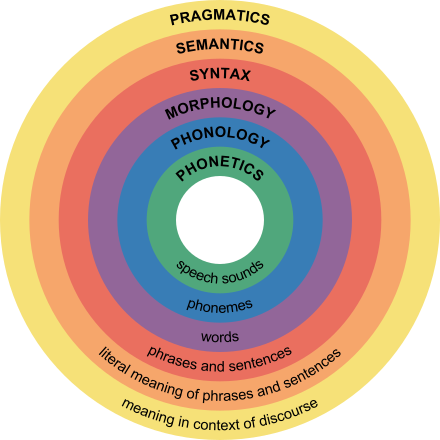 PRAGMATICS
SEMANTICS
SYNTAX
MORPHOLOGY
PHONOLOGY
PHONETICS
speech sounds
phonemes
words
phrases and sentences
literal meaning of phrases and sentences
meaning in context of discourse